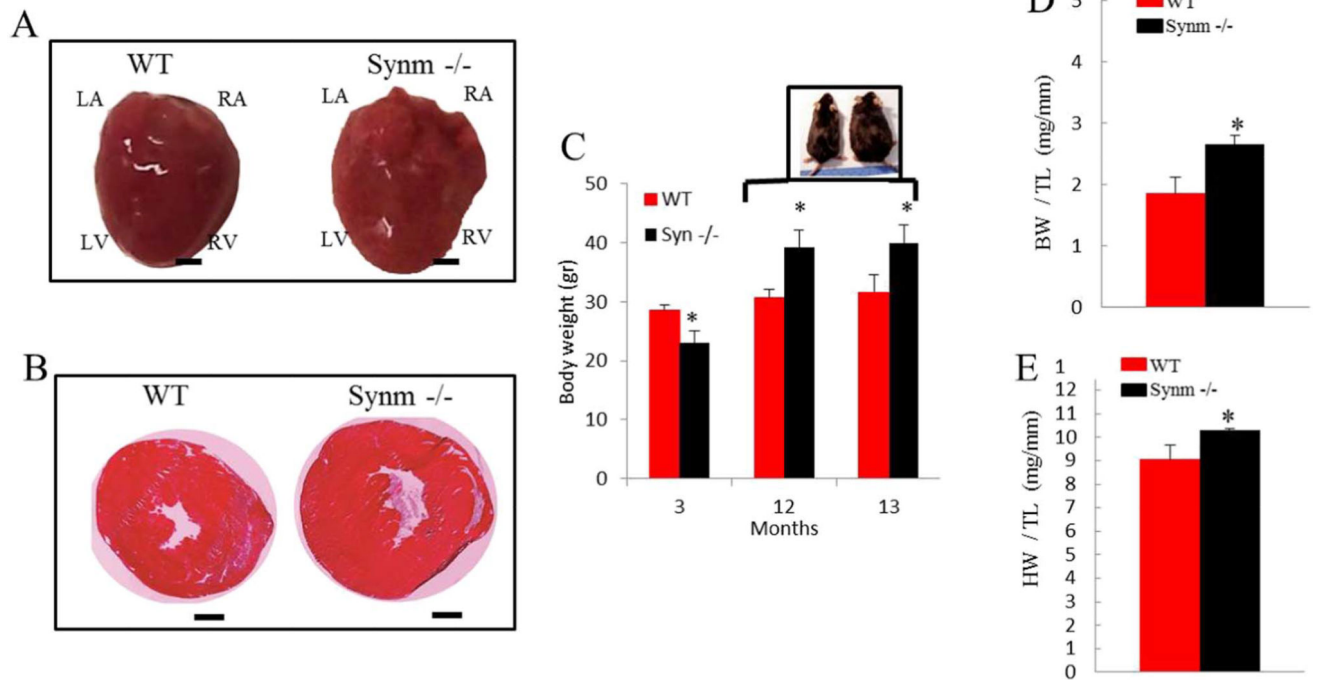 A
WT
Synm -/-
LA
RA
LA
RA
LV
RV
LV
RV
B
WT
Synm -/-
C
50
40
30
20
10
0
Body weight (gr)
WT
Syn -/-
*
*
*
3
12
13
Months
D
WT
Synm -/-
5
4
3
2
1
0
BW / TL (mg/mm)
*
E
WT
Synm -/-
1
12
11
10
9
8
7
6
5
4
3
2
1
0
HW / TL (mg/mm)
*